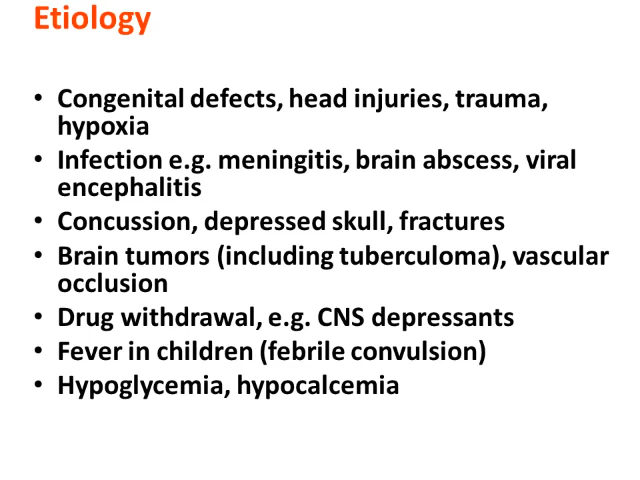 Etiology
• Congenital defects, head injuries, trauma,
hypoxia
• Infection e.g. meningitis, brain abscess, viral
encephalitis
• Concussion, depressed skull, fractures
• Brain tumors (including tuberculoma), vascular
occlusion
• Drug withdrawal, e.g. CNS depressants
• Fever in children (febrile convulsion)
• Hypoglycemia, hypocalcemia